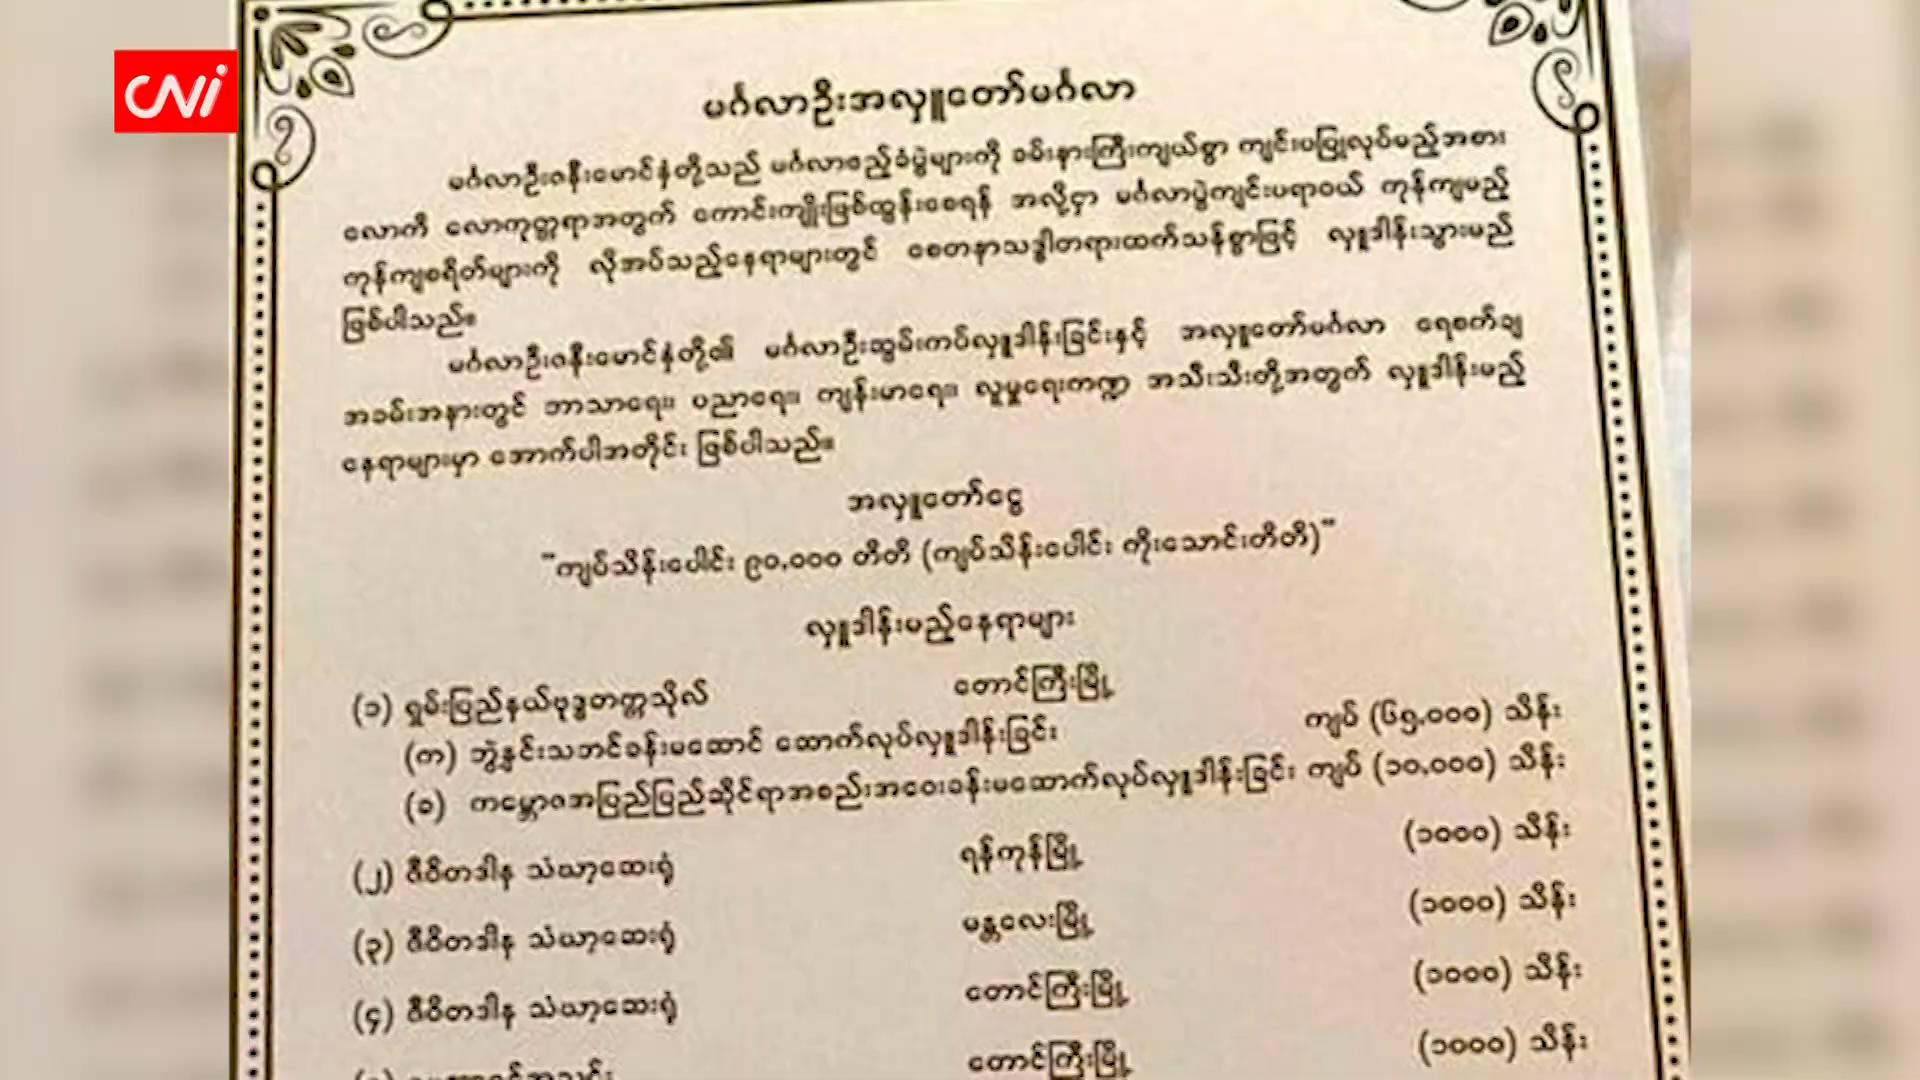 CNi
မင်္ဂလာဦးအလှူတော်မင်္ဂလာ
မင်္ဂလာဦးဇနီးမောင်နှံတို့သည် မင်္ဂလာဧည့်ခံပွဲများကို ခမ်းနားကြီးကျယ်စွာ ကျင်းပပြုလုပ်မည့်အစား
လောကီ လောကုတ္တရာအတွက် ကောင်းကျိုးဖြစ်ထွန်းစေရန် အလို့ငှာ မင်္ဂလာပွဲကျင်းပရာဝယ် ကုန်ကျမည့်
ကုန်ကျစရိတ်များကို လိုအပ်သည့်နေရာများတွင် စေတနာသဒ္ဓါတရားထက်သန်စွာဖြင့် လှူဒါန်းသွားမည်
ဖြစ်ပါသည်။
မင်္ဂလာဦးဇနီးမောင်နှံတို့၏ မင်္ဂလာဦးဆွမ်းကပ်လှူဒါန်းခြင်းနှင့် အလှူတော်မင်္ဂလာ ရေစက်ချ
အခမ်းအနားတွင် ဘာသာရေး၊ ပညာရေး၊ ကျန်းမာရေး၊ လူမှုရေးကဏ္ဍ အသီးသီးတို့အတွက် လှူဒါန်းမည့်
နေရာများမှာ အောက်ပါအတိုင်း ဖြစ်ပါသည်။
အလှူတော်ငွေ
"ကျပ်သိန်းပေါင်း ၉၀,၀၀၀ တိတိ (ကျပ်သိန်းပေါင်း ကိုးသောင်းတိတိ)"
လှူဒါန်းမည့်နေရာများ
(၁) ရှမ်းပြည်နယ်ဗုဒ္ဓတက္ကသိုလ် တောင်ကြီးမြို့
(က) ဘွဲ့နှင်းသဘင်ခန်းမဆောင် ဆောက်လုပ်လှူဒါန်းခြင်း ကျပ် (၆၅,၀၀၀) သိန်း
(ခ) ကမ္ဘောဇအပြည်ပြည်ဆိုင်ရာအစည်းအဝေးခန်းမဆောက်လုပ်လှူဒါန်းခြင်း ကျပ် (၁၀,၀၀၀) သိန်း
(၂) ဇီဝိတဒါန သံဃာ့ဆေးရုံ ရန်ကုန်မြို့ (၁၀၀၀) သိန်း
(၃) ဇီဝိတဒါန သံဃာ့ဆေးရုံ မန္တလေးမြို့ (၁၀၀၀) သိန်း
(၄) ဇီဝိတဒါန သံဃာ့ဆေးရုံ တောင်ကြီးမြို့ (၁၀၀၀) သိန်း
တောင်ကြီးမြို့ (၁၀၀၀) သိန်း